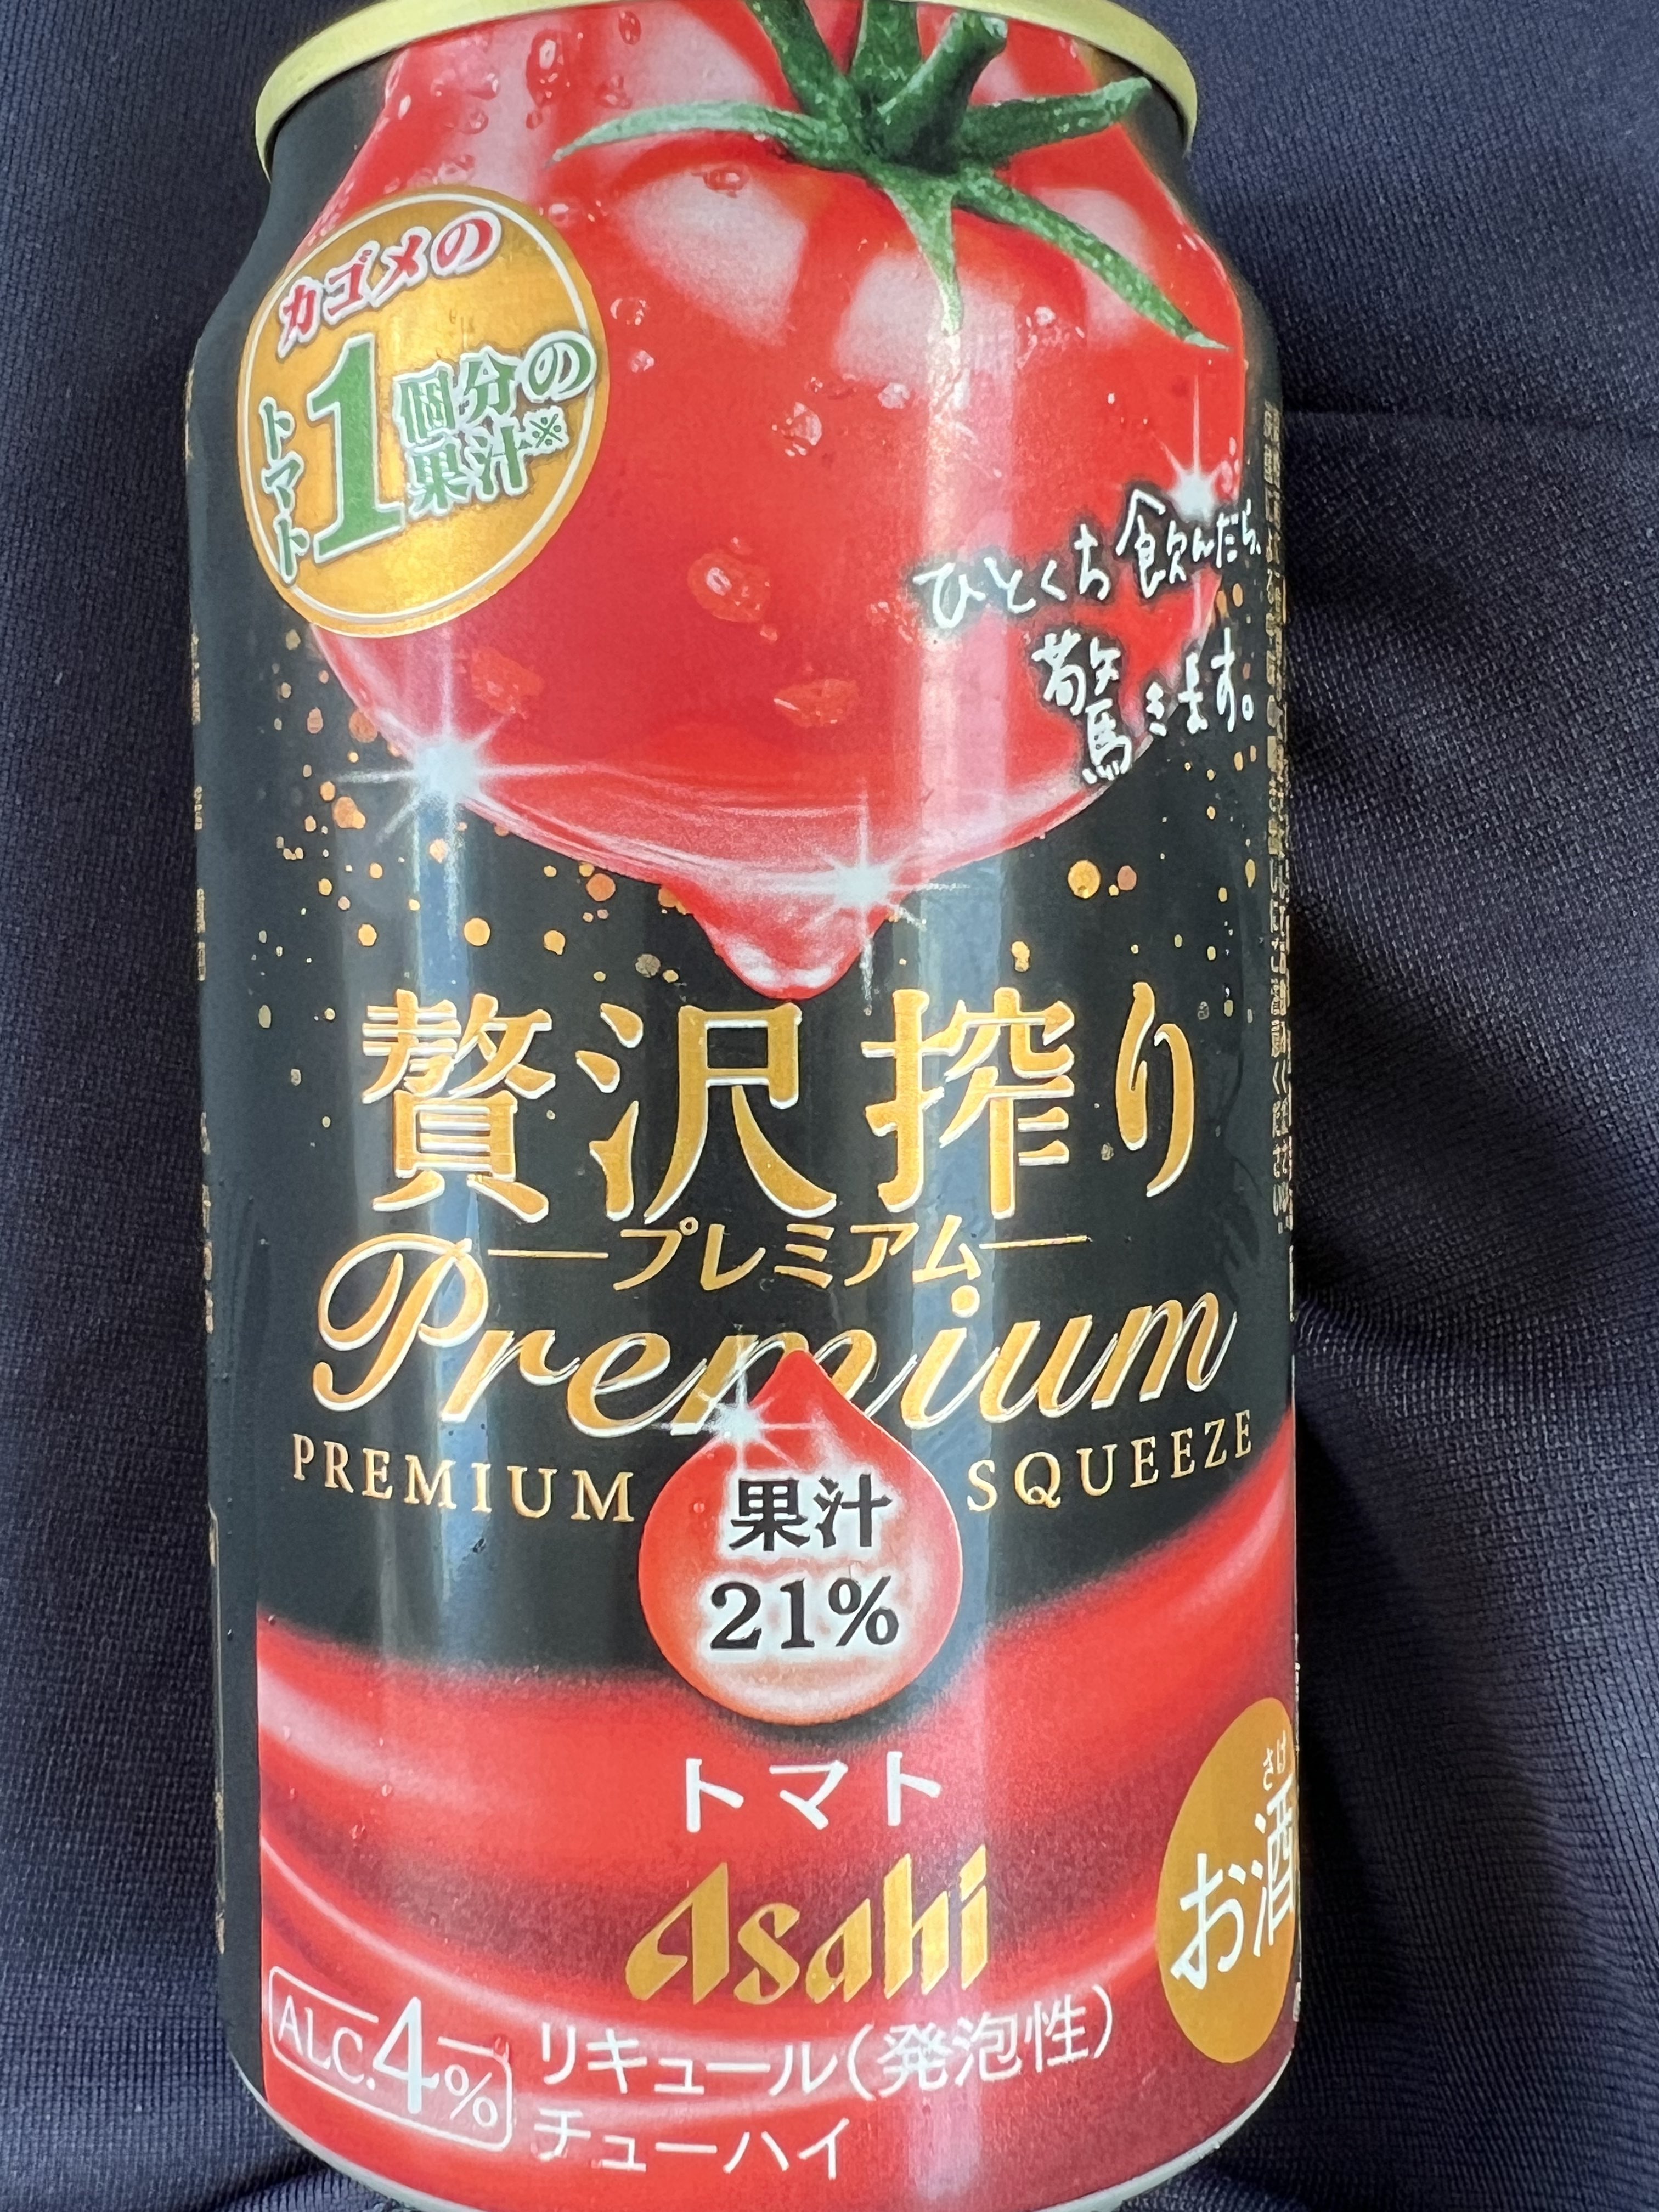 カゴメの
トマト1個分の
果汁※
ひとくち飲んだら、
驚きます。
贅沢搾り
プレミアム
Premium
PREMIUM SQUEEZE
果汁
21%
トマト
Asahi
さけ
お酒
ALC.4%
リキュール(発泡性)
チューハイ